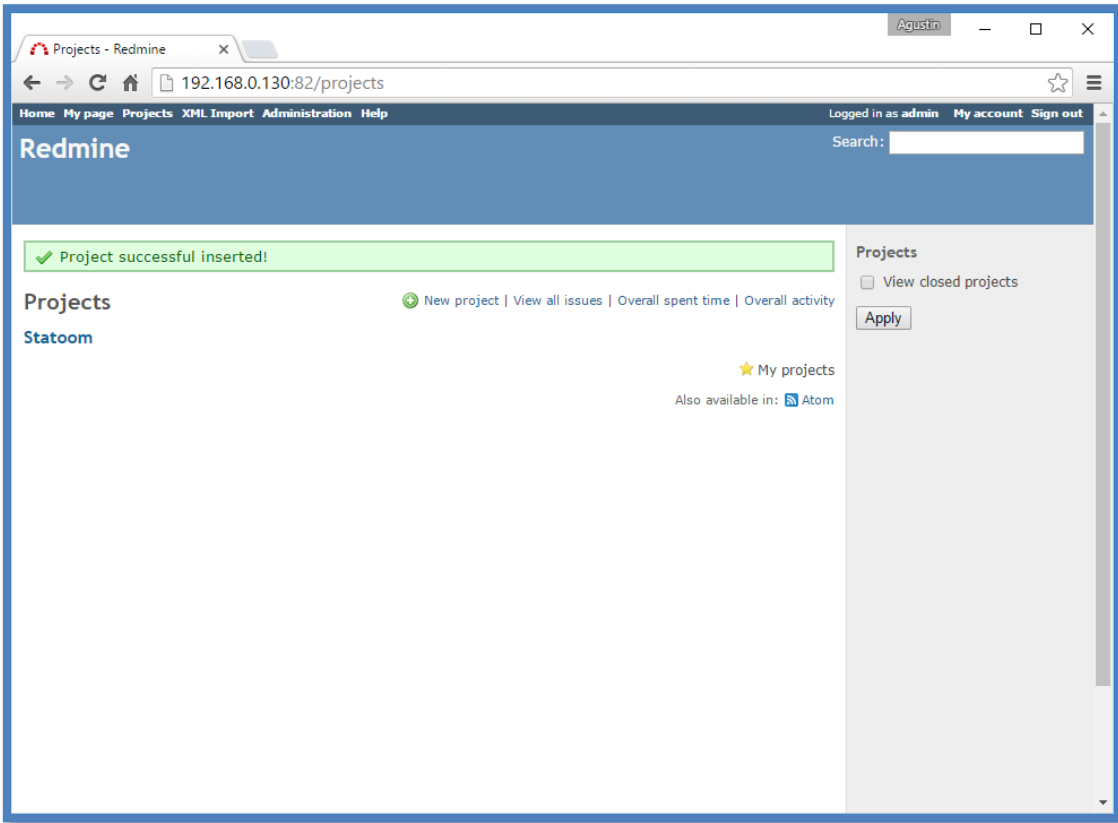 Agustin
Projects - Redmine
192.168.0.130:82/projects
Home My page Projects XML Import Administration Help Logged in as admin My account Sign out
Redmine Search:
Project successful inserted!
Projects New project | View all issues | Overall spent time | Overall activity
Statoom
My projects
Also available in: Atom
Projects
View closed projects
Apply